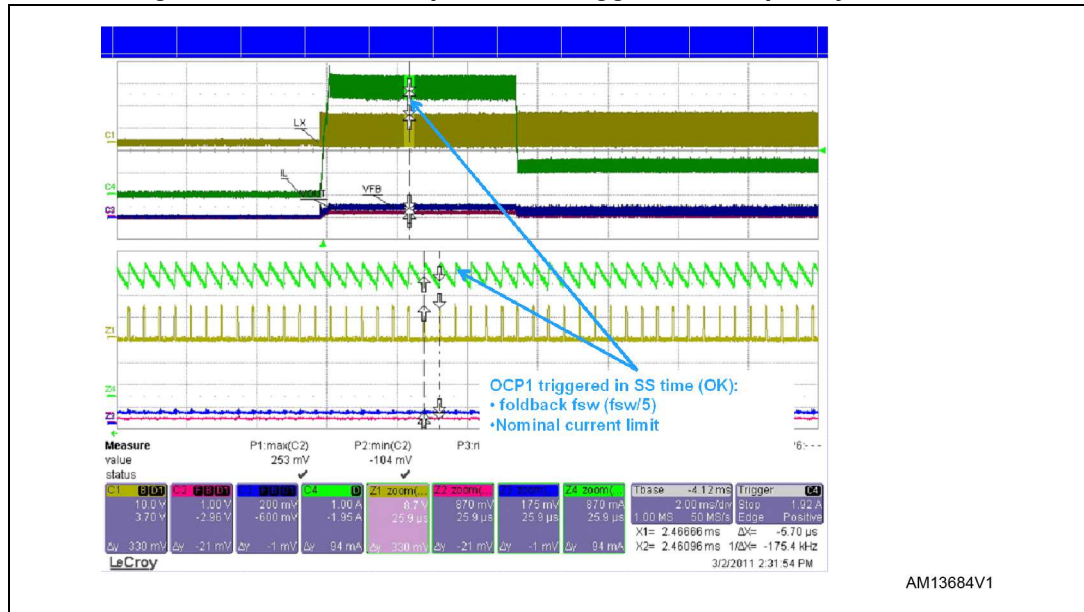 LX
IL
VOUT
VFB
C1
C4
Z1
Z4
Z3
OCP1 triggered in SS time (OK):
• foldback fsw (fsw/5)
•Nominal current limit
Measure P1:max(C2) P2:min(C2) P3:ri
value 253 mV -104 mV
status
C1 C2 C4 Z1 zoom(... Z2 zoom(... Z4 zoom(... Tbase -4.12 ms Trigger C4
10.0 V 1.00 V 200 mV 1.00 A 8.7 V 870 mV 175 mV 870 mA 2.00 ms/div Stop 1.92 A
3.70 V -2.96 V -600 mV -1.95 A 25.9 µs 25.9 µs 25.9 µs 25.9 µs 1.00 MS 50 MS/s Edge Positive
X1= 2.46666 ms ΔX= -5.70 µs
Δy 330 mV Δy -21 mV Δy -1 mV Δy 94 mA Δy 330 mV Δy -21 mV Δy -1 mV Δy 94 mA X2= 2.46096 ms 1/ΔX= -175.4 kHz
LeCroy 3/2/2011 2:31:54 PM
AM13684V1